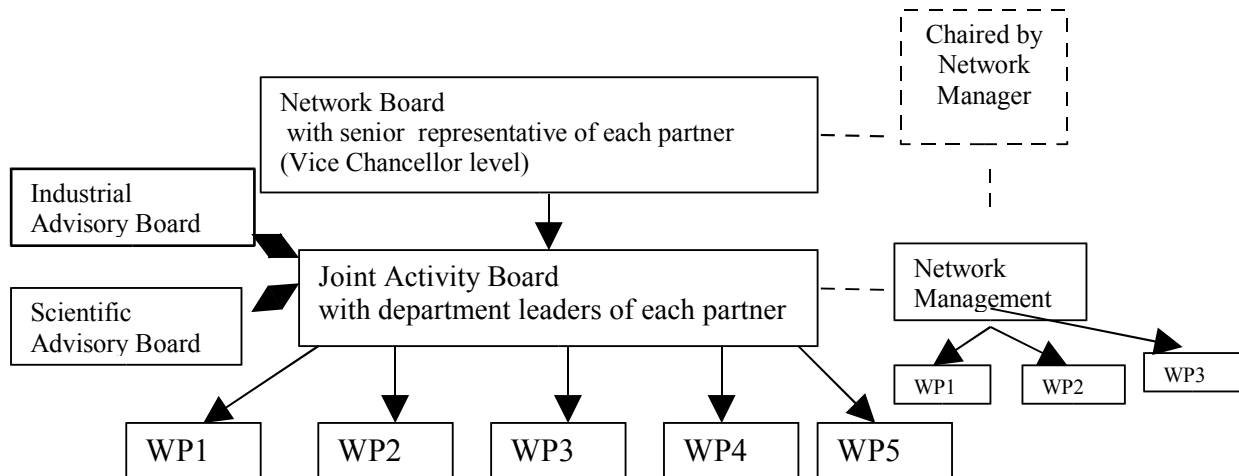 Chaired by
Network
Manager
Network Board
with senior representative of each partner
(Vice Chancellor level)
Industrial
Advisory Board
Joint Activity Board
with department leaders of each partner
Network
Management
Scientific
Advisory Board
WP1
WP2
WP3
WP1
WP2
WP3
WP4
WP5